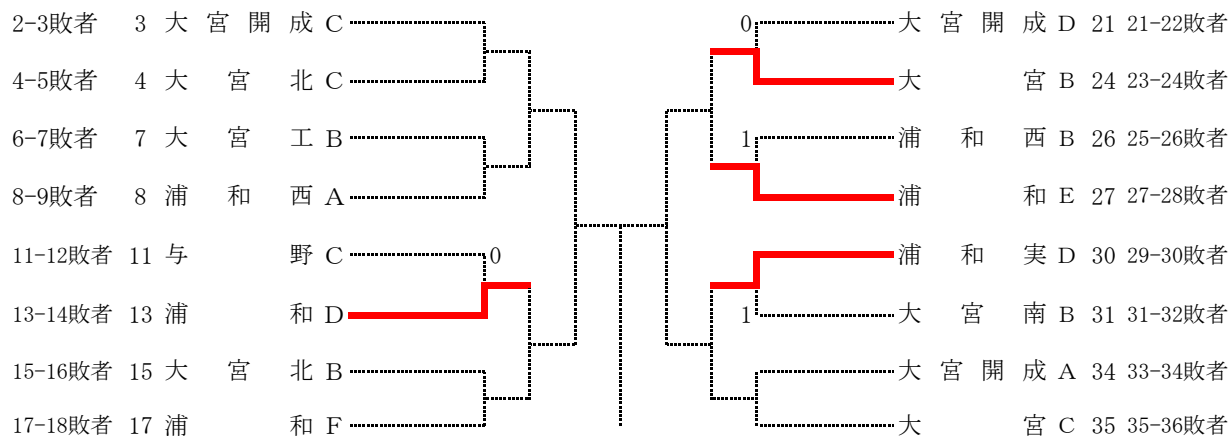 2-3敗者 3 大宮開成 C 0 大宮開成 D 21 21-22敗者
4-5敗者 4 大宮北 C 大宮 B 24 23-24敗者
6-7敗者 7 大宮工 B 1 浦和西 B 26 25-26敗者
8-9敗者 8 浦和西 A 浦和 E 27 27-28敗者
11-12敗者 11 与野 C 0 浦和実 D 30 29-30敗者
13-14敗者 13 浦和 D 1 大宮南 B 31 31-32敗者
15-16敗者 15 大宮北 B 大宮開成 A 34 33-34敗者
17-18敗者 17 浦和 F 大宮 C 35 35-36敗者